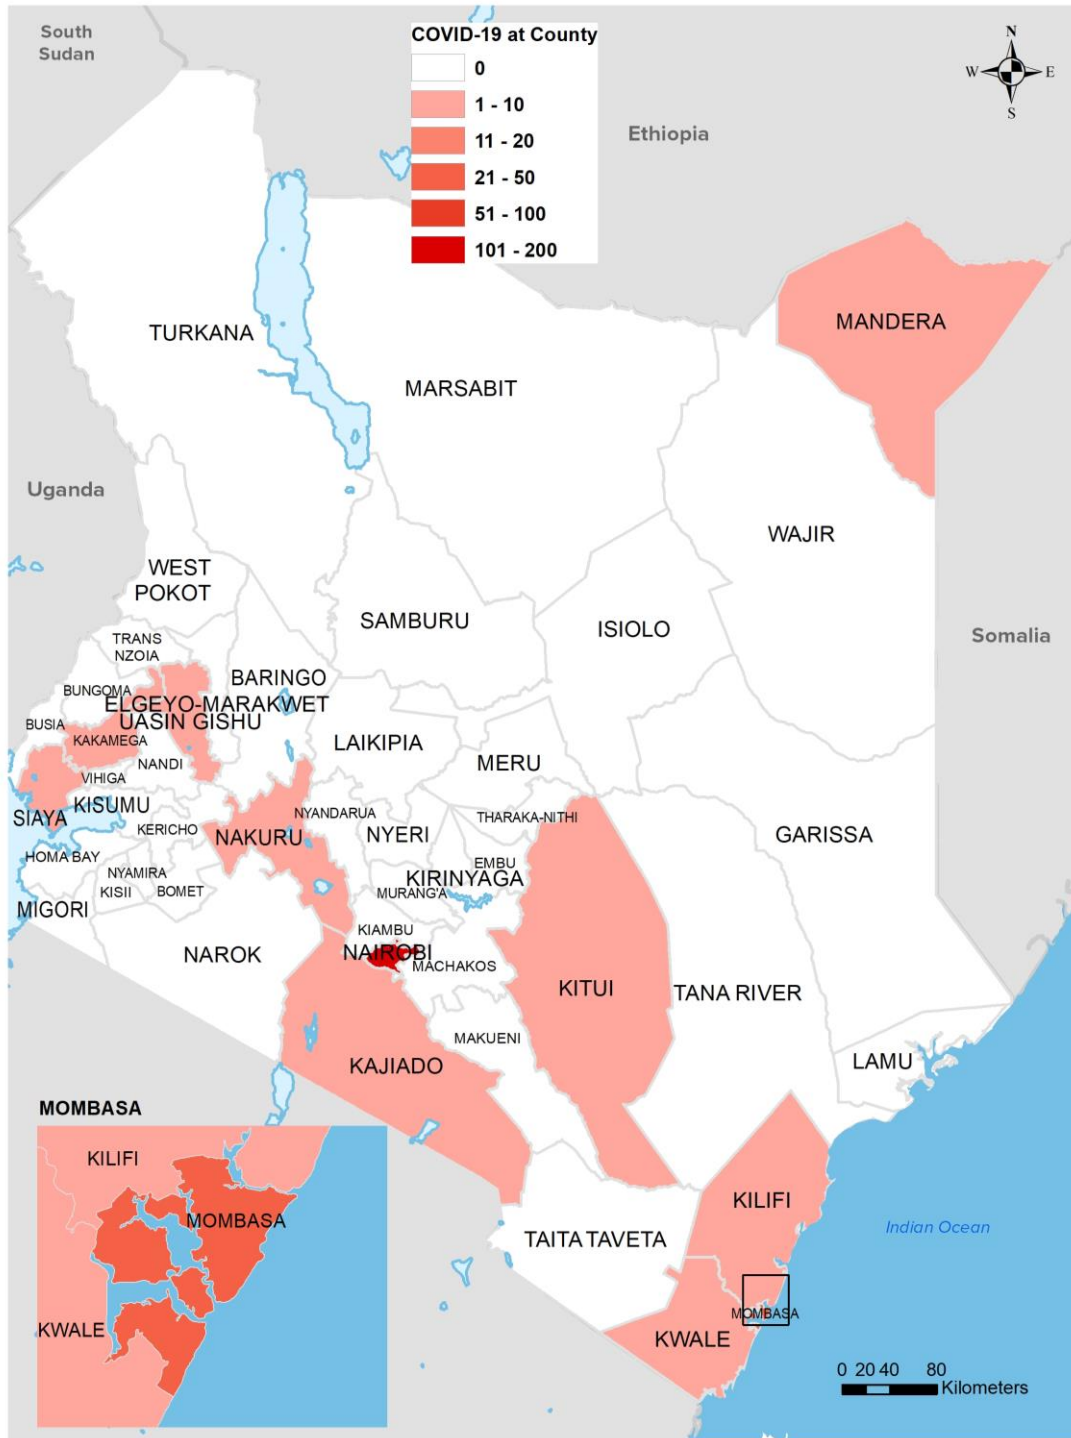 South
Sudan
COVID-19 at County
0
1 - 10
11 - 20
21 - 50
51 - 100
101 - 200
N
W
E
S
Ethiopia
MANDERA
TURKANA
MARSABIT
Uganda
WAJIR
WEST
POKOT
SAMBURU
ISIOLO
Somalia
TRANS
NZOIA
BARINGO
BUNGOMA
ELGEYO-MARAKWET
BUSIA
UASIN GISHU
KAKAMEGA
LAIKIPIA
NANDI
MERU
VIHIGA
KISUMU
SIAYA
NYANDARUA
THARAKA-NITHI
KERICHO
NAKURU
NYERI
GARISSA
HOMA BAY
EMBU
NYAMIRA
KIRINYAGA
KISII
BOMET
MURANG'A
MIGORI
KIAMBU
NAROK
NAIROBI
MACHAKOS
KITUI
TANA RIVER
MAKUENI
KAJIADO
LAMU
MOMBASA
KILIFI
MOMBASA
KWALE
KILIFI
TAITA TAVETA
Indian Ocean
MOMBASA
KWALE
0 20 40 80
Kilometers